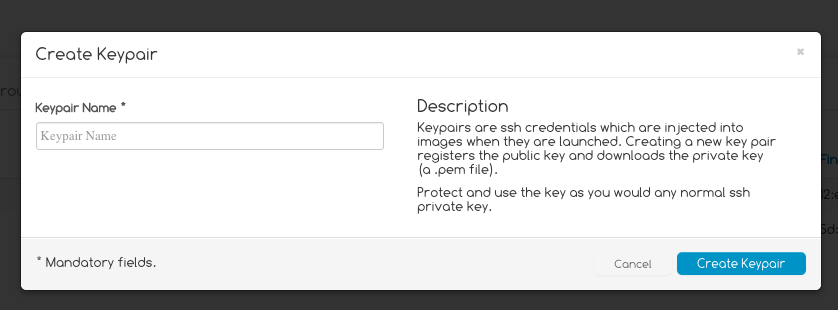 Create Keypair
×
Keypair Name *
Keypair Name
Description
Keypairs are ssh credentials which are injected into
images when they are launched. Creating a new key pair
registers the public key and downloads the private key
(a .pem file).
Protect and use the key as you would any normal ssh
private key.
* Mandatory fields.
Cancel
Create Keypair